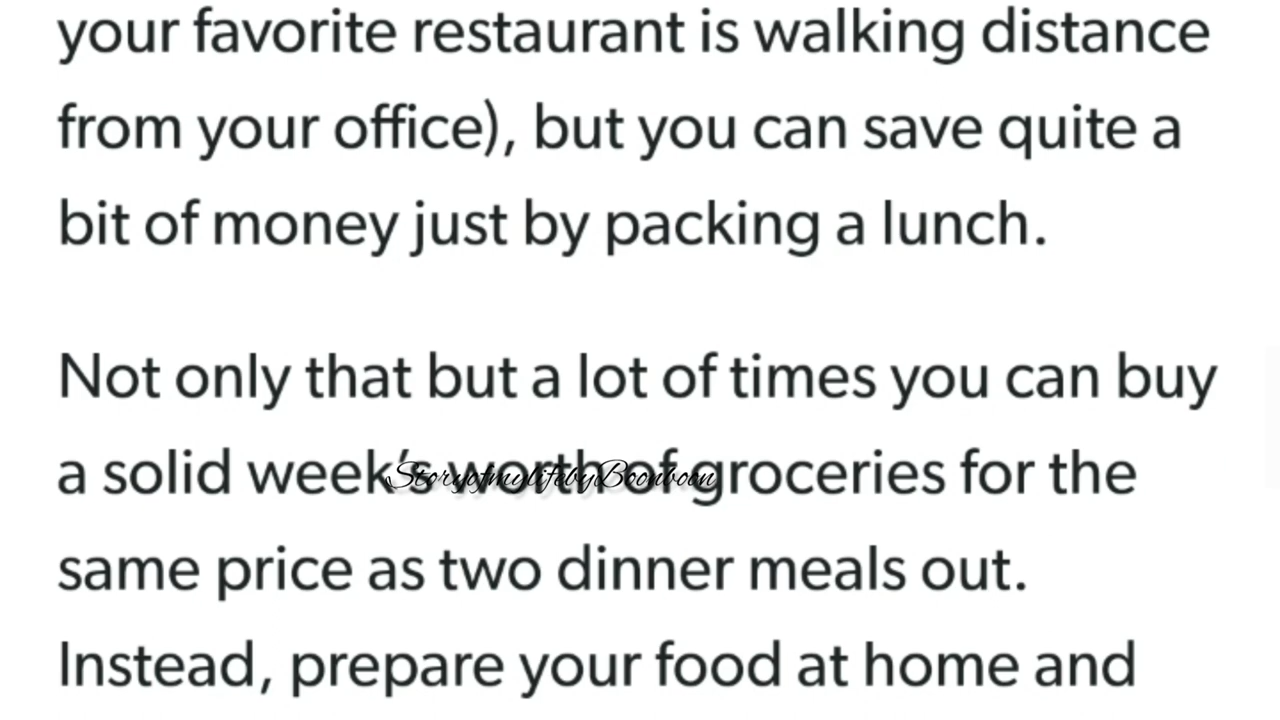 your favorite restaurant is walking distance
from your office), but you can save quite a
bit of money just by packing a lunch.
Not only that but a lot of times you can buy
a solid week's worth of groceries for the
StoryofmylifebyBoonboon
same price as two dinner meals out.
Instead, prepare your food at home and